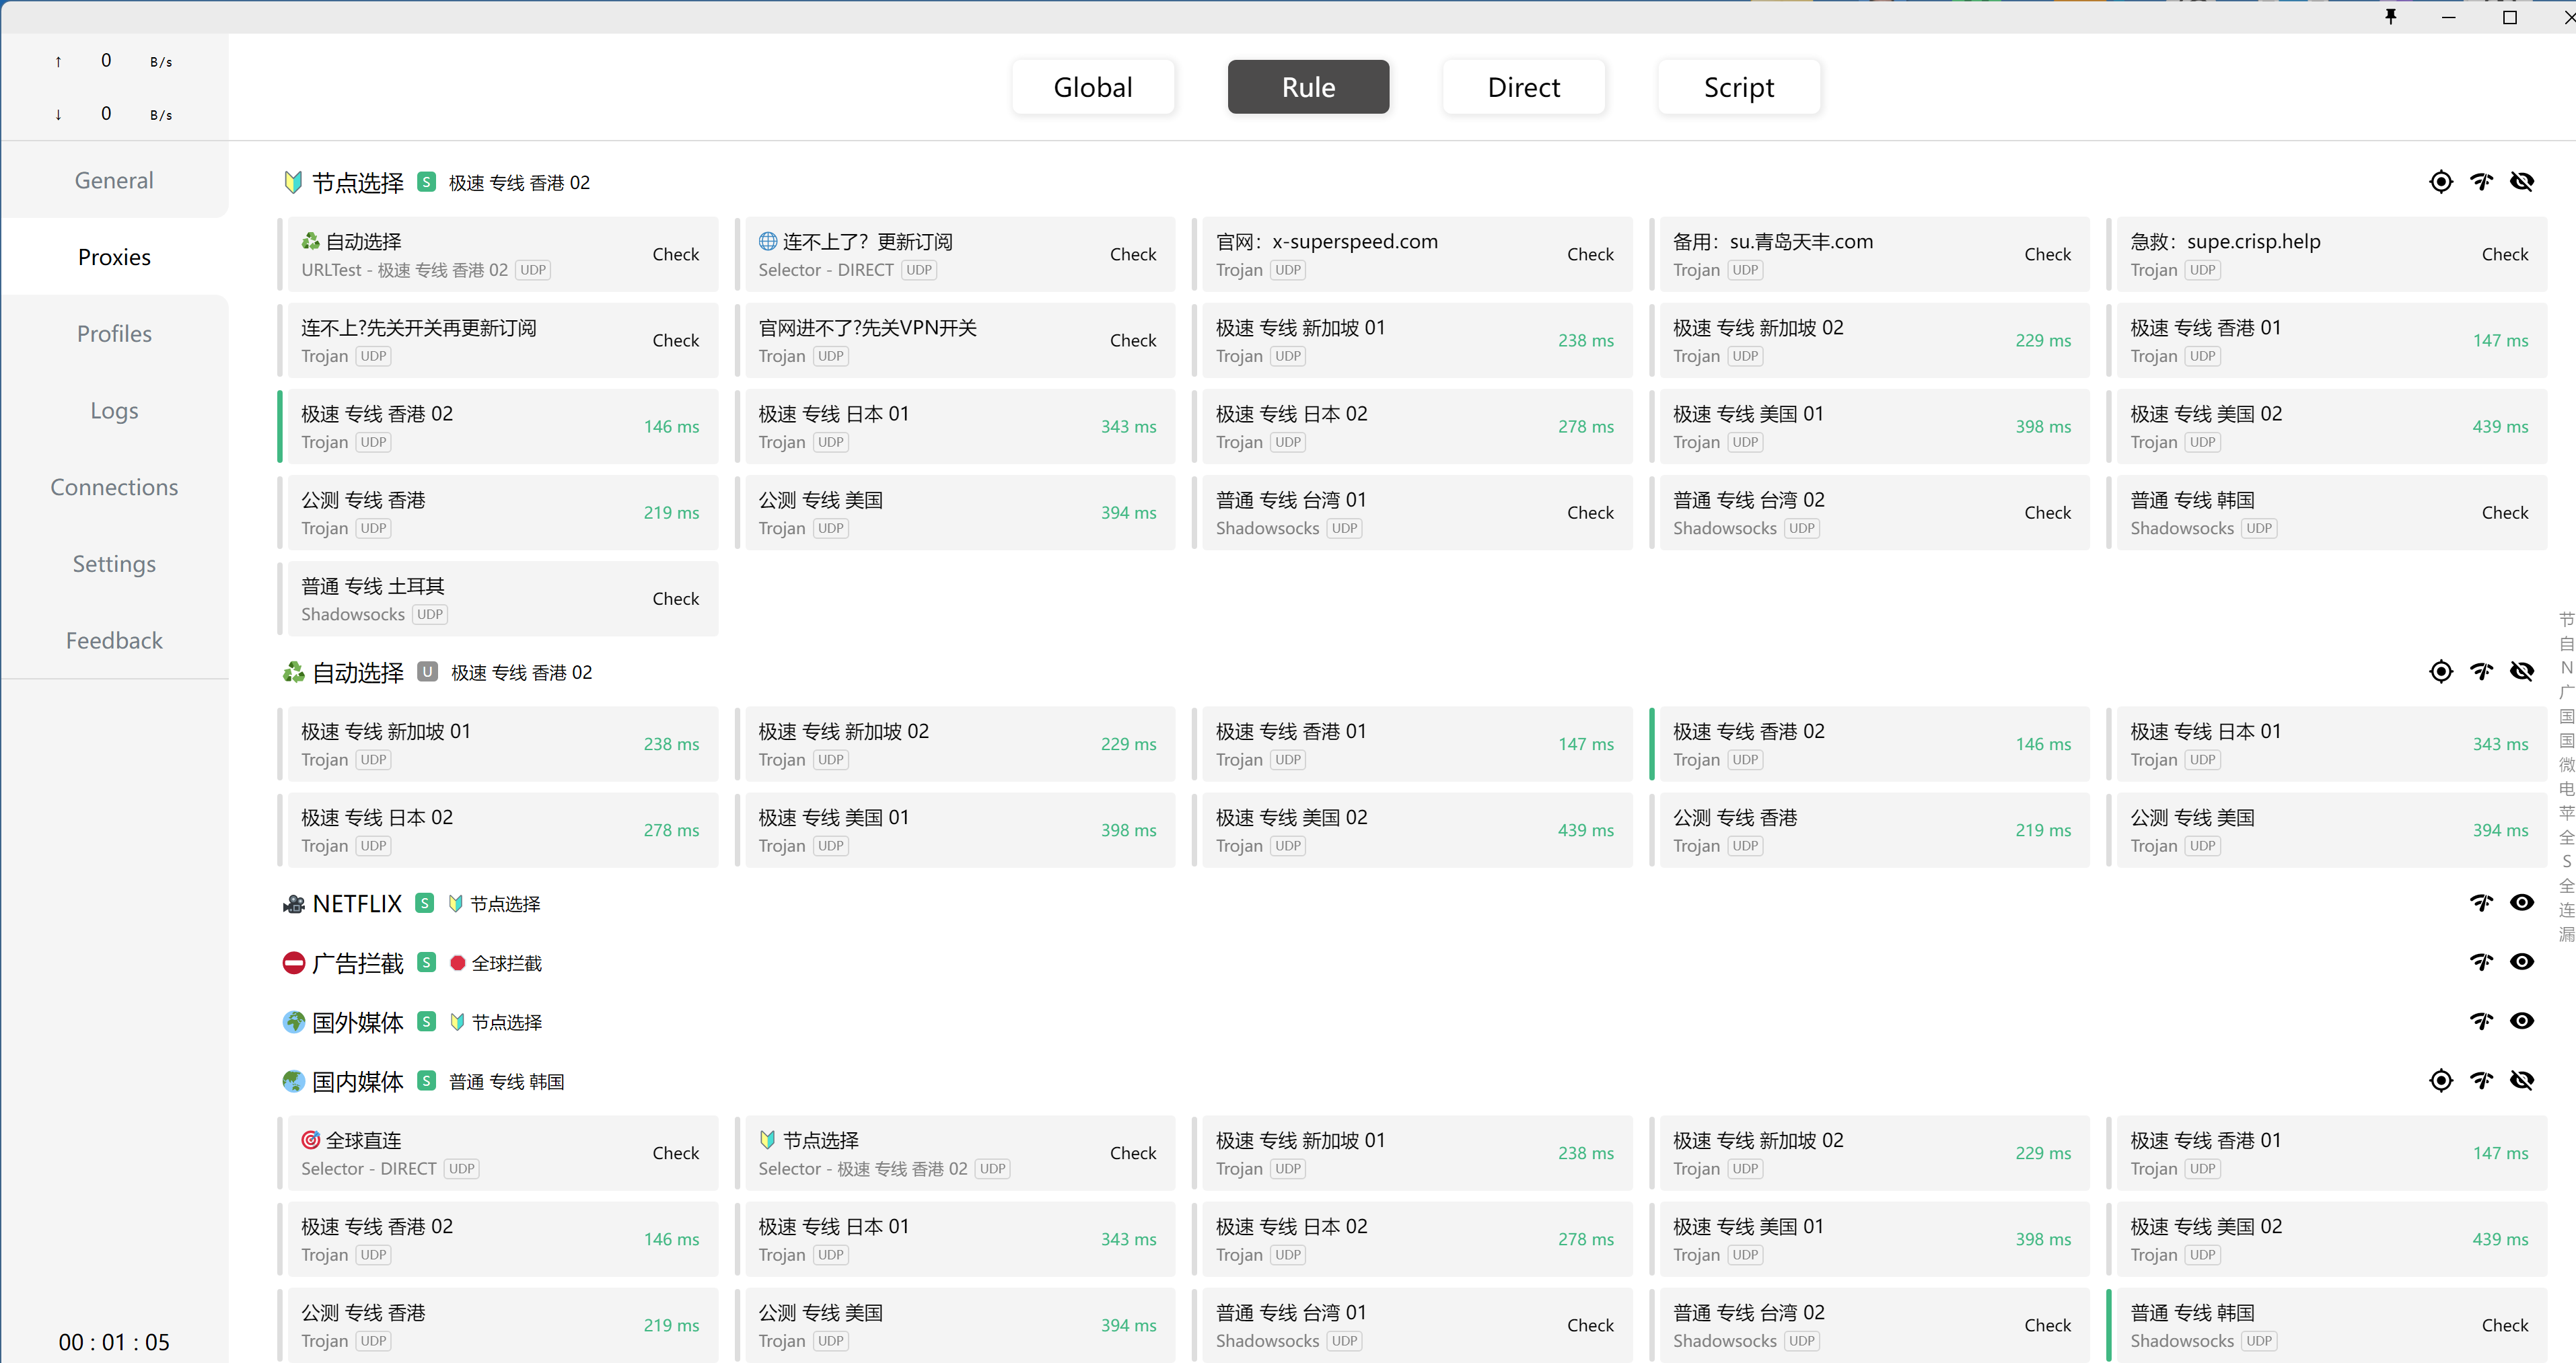 ↑ 0 B/s
↓ 0 B/s
Global Rule Direct Script
General
Proxies
Profiles
Logs
Connections
Settings
Feedback
00 : 01 : 05
节点选择 S 极速 专线 香港 02
自动选择 Check
URLTest - 极速 专线 香港 02 UDP
连不上了？更新订阅 Check
Selector - DIRECT UDP
官网：x-superspeed.com Check
Trojan UDP
备用：su.青岛天丰.com Check
Trojan UDP
急救：supe.crisp.help Check
Trojan UDP
连不上?先关开关再更新订阅 Check
Trojan UDP
官网进不了?先关VPN开关 Check
Trojan UDP
极速 专线 新加坡 01 238 ms
Trojan UDP
极速 专线 新加坡 02 229 ms
Trojan UDP
极速 专线 香港 01 147 ms
Trojan UDP
极速 专线 香港 02 146 ms
Trojan UDP
极速 专线 日本 01 343 ms
Trojan UDP
极速 专线 日本 02 278 ms
Trojan UDP
极速 专线 美国 01 398 ms
Trojan UDP
极速 专线 美国 02 439 ms
Trojan UDP
公测 专线 香港 219 ms
Trojan UDP
公测 专线 美国 394 ms
Trojan UDP
普通 专线 台湾 01 Check
Shadowsocks UDP
普通 专线 台湾 02 Check
Shadowsocks UDP
普通 专线 韩国 Check
Shadowsocks UDP
普通 专线 土耳其 Check
Shadowsocks UDP
自动选择 U 极速 专线 香港 02
极速 专线 新加坡 01 238 ms
Trojan UDP
极速 专线 新加坡 02 229 ms
Trojan UDP
极速 专线 香港 01 147 ms
Trojan UDP
极速 专线 香港 02 146 ms
Trojan UDP
极速 专线 日本 01 343 ms
Trojan UDP
极速 专线 日本 02 278 ms
Trojan UDP
极速 专线 美国 01 398 ms
Trojan UDP
极速 专线 美国 02 439 ms
Trojan UDP
公测 专线 香港 219 ms
Trojan UDP
公测 专线 美国 394 ms
Trojan UDP
NETFLIX S 节点选择
广告拦截 S 全球拦截
国外媒体 S 节点选择
国内媒体 S 普通 专线 韩国
全球直连 Check
Selector - DIRECT UDP
节点选择 Check
Selector - 极速 专线 香港 02 UDP
极速 专线 新加坡 01 238 ms
Trojan UDP
极速 专线 新加坡 02 229 ms
Trojan UDP
极速 专线 香港 01 147 ms
Trojan UDP
极速 专线 香港 02 146 ms
Trojan UDP
极速 专线 日本 01 343 ms
Trojan UDP
极速 专线 日本 02 278 ms
Trojan UDP
极速 专线 美国 01 398 ms
Trojan UDP
极速 专线 美国 02 439 ms
Trojan UDP
公测 专线 香港 219 ms
Trojan UDP
公测 专线 美国 394 ms
Trojan UDP
普通 专线 台湾 01 Check
Shadowsocks UDP
普通 专线 台湾 02 Check
Shadowsocks UDP
普通 专线 韩国 Check
Shadowsocks UDP
节
自
N
广
国
国
微
电
苹
全
S
全
连
漏